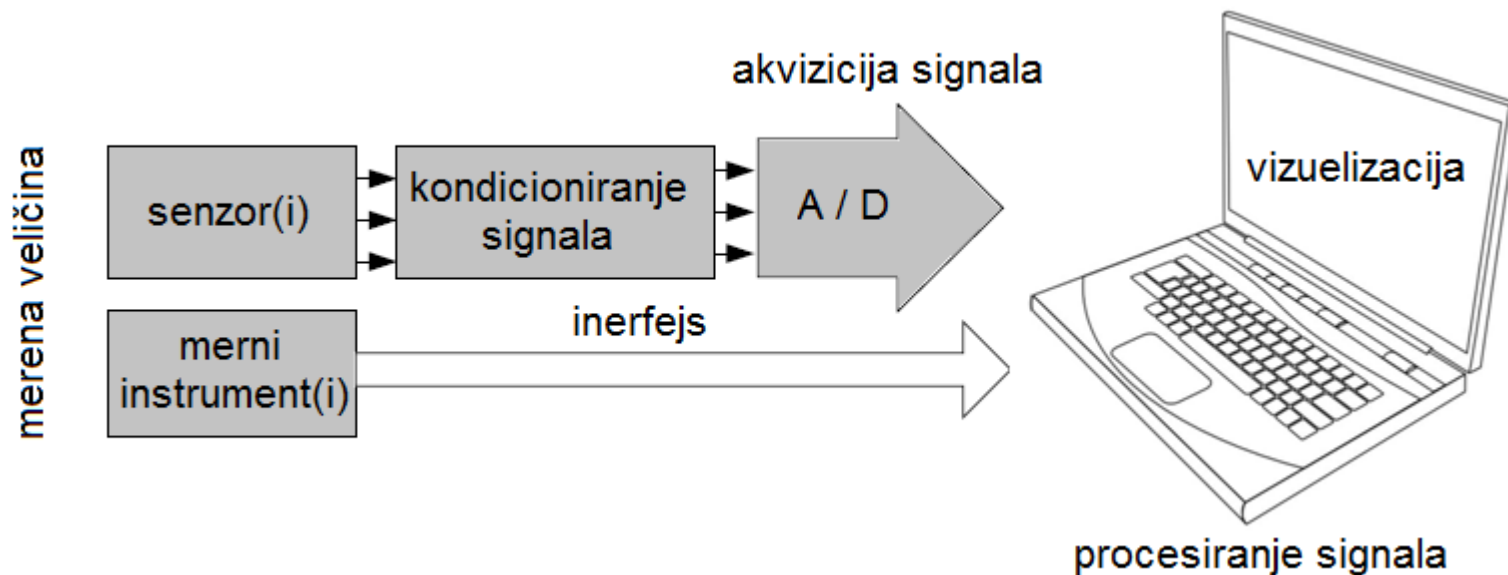 merena veličina
senzor(i)
kondicioniranje
signala
akvizicija signala
A / D
merni
instrument(i)
inerfejs
vizuelizacija
procesiranje signala